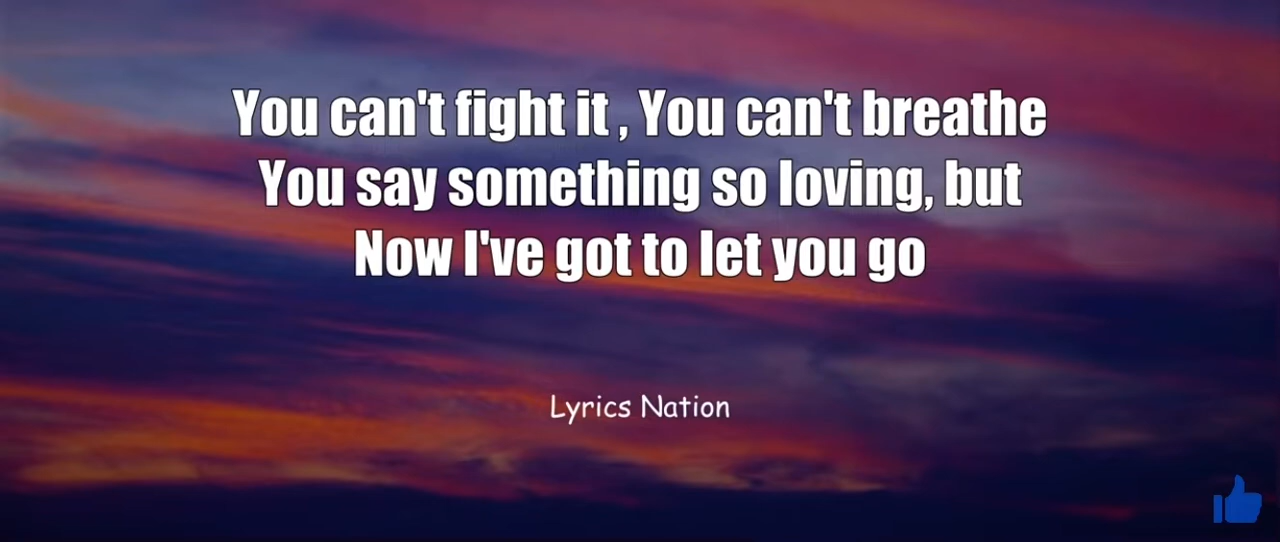 You can't fight it , You can't breathe
You say something so loving, but
Now I've got to let you go
Lyrics Nation